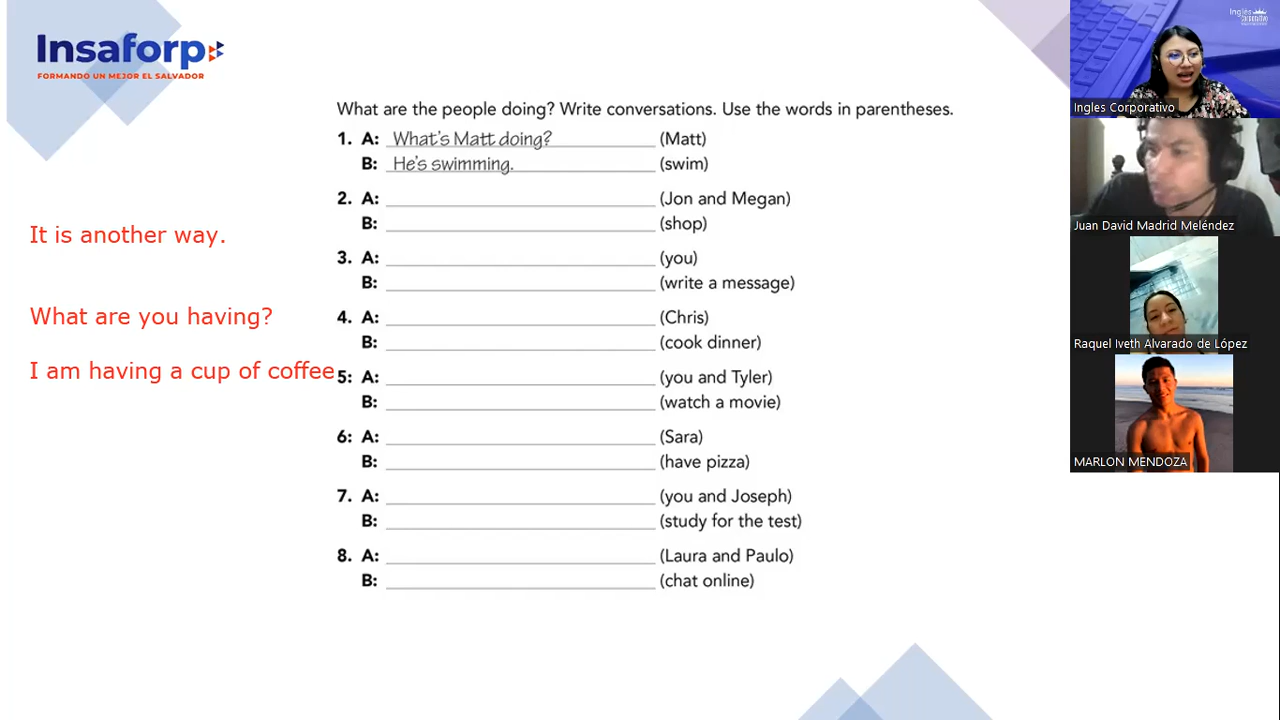 Insaforp
FORMANDO UN MEJOR EL SALVADOR
What are the people doing? Write conversations. Use the words in parentheses.
1. A: What's Matt doing? (Matt)
B: He's swimming. (swim)
2. A: (Jon and Megan)
B: (shop)
3. A: (you)
B: (write a message)
4. A: (Chris)
B: (cook dinner)
5: A: (you and Tyler)
B: (watch a movie)
6: A: (Sara)
B: (have pizza)
7. A: (you and Joseph)
B: (study for the test)
8. A: (Laura and Paulo)
B: (chat online)
It is another way.
What are you having?
I am having a cup of coffee
Inglés
Ingles Corporativo
Juan David Madrid Meléndez
Raquel Iveth Alvarado de López
MARLON MENDOZA